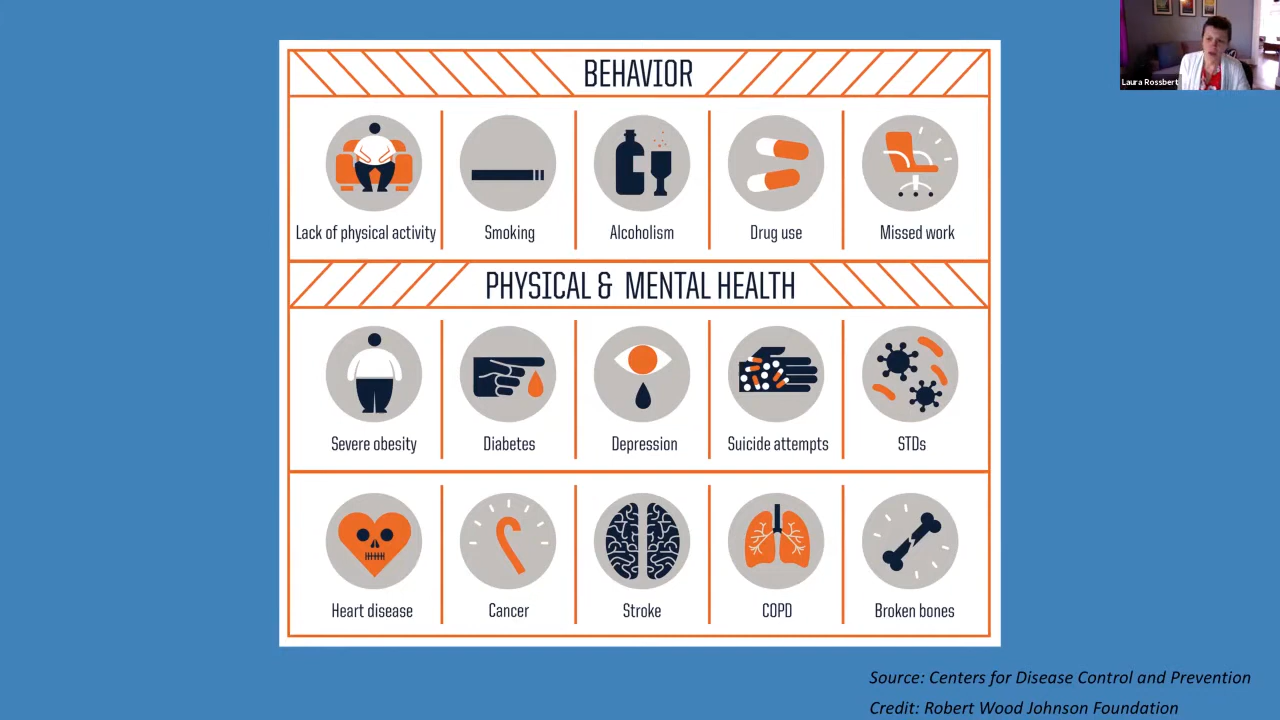 Laura Rossbert
BEHAVIOR
Lack of physical activity
Smoking
Alcoholism
Drug use
Missed work
PHYSICAL & MENTAL HEALTH
Severe obesity
Diabetes
Depression
Suicide attempts
STDs
Heart disease
Cancer
Stroke
COPD
Broken bones
Source: Centers for Disease Control and Prevention
Credit: Robert Wood Johnson Foundation